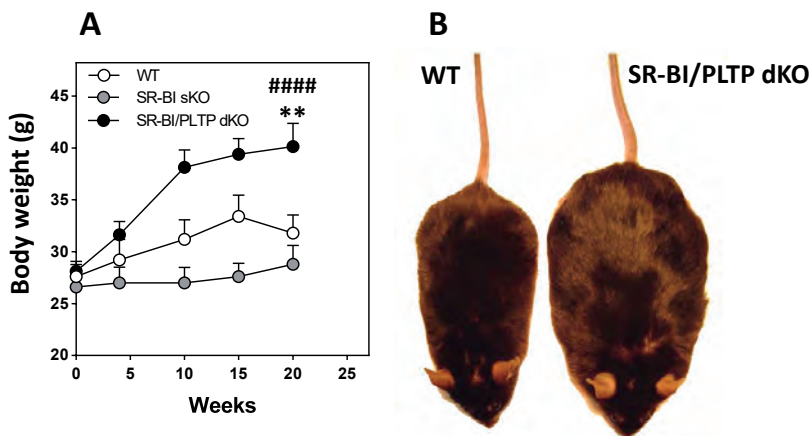 A
B
WT
SR-BI sKO
SR-BI/PLTP dKO
####
**
Body weight (g)
45
40
35
30
25
20
0
5
10
15
20
25
Weeks
WT
SR-BI/PLTP dKO